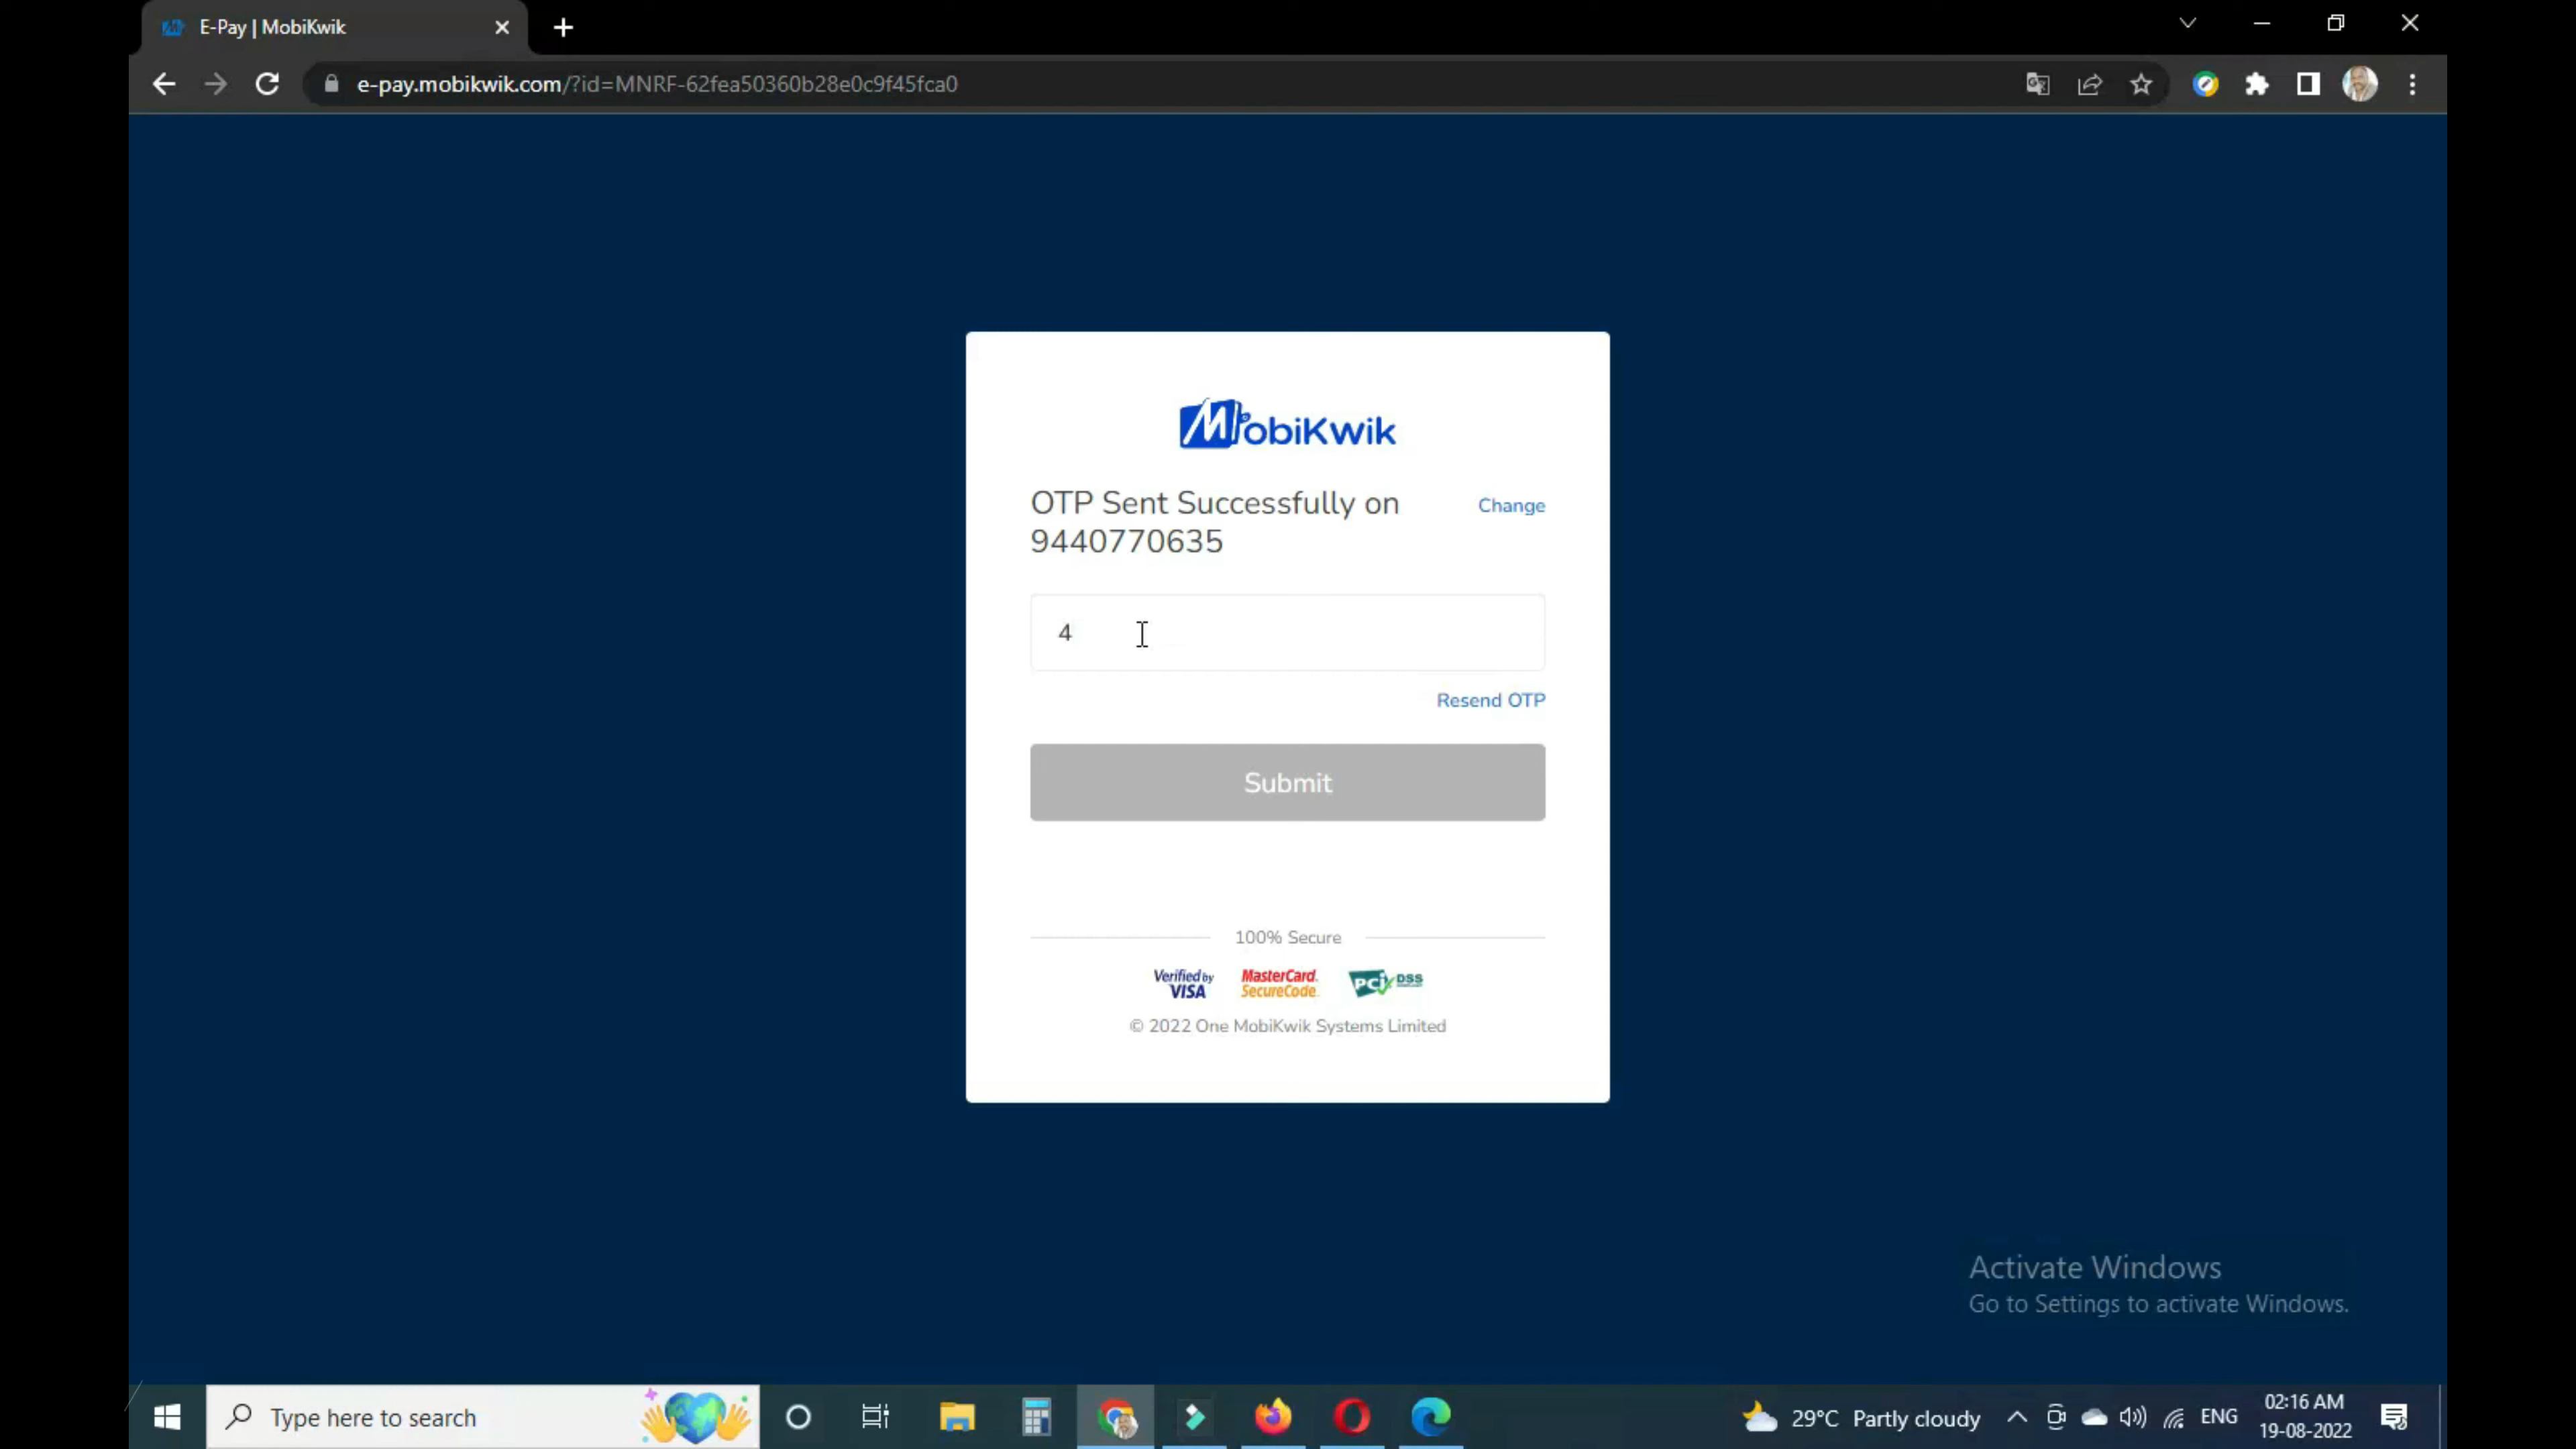 E-Pay | MobiKwik
e-pay.mobikwik.com/?id=MNRF-62fea50360b28e0c9f45fca0
MobiKwik
OTP Sent Successfully on
9440770635
Change
4
Resend OTP
Submit
100% Secure
Verified by
VISA
MasterCard.
SecureCode.
PCI DSS
© 2022 One MobiKwik Systems Limited
Activate Windows
Go to Settings to activate Windows.
Type here to search
29°C Partly cloudy
ENG
02:16 AM
19-08-2022